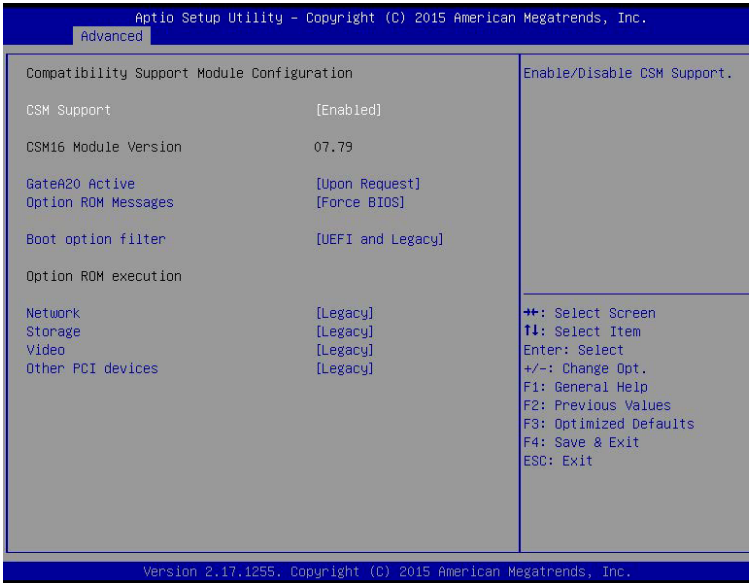 Aptio Setup Utility – Copyright (C) 2015 American Megatrends, Inc.
Advanced
Compatibility Support Module Configuration
CSM Support [Enabled]
CSM16 Module Version 07.79
GateA20 Active [Upon Request]
Option ROM Messages [Force BIOS]
Boot option filter [UEFI and Legacy]
Option ROM execution
Network [Legacy]
Storage [Legacy]
Video [Legacy]
Other PCI devices [Legacy]
Enable/Disable CSM Support.
→←: Select Screen
↑↓: Select Item
Enter: Select
+/-: Change Opt.
F1: General Help
F2: Previous Values
F3: Optimized Defaults
F4: Save & Exit
ESC: Exit
Version 2.17.1255. Copyright (C) 2015 American Megatrends, Inc.